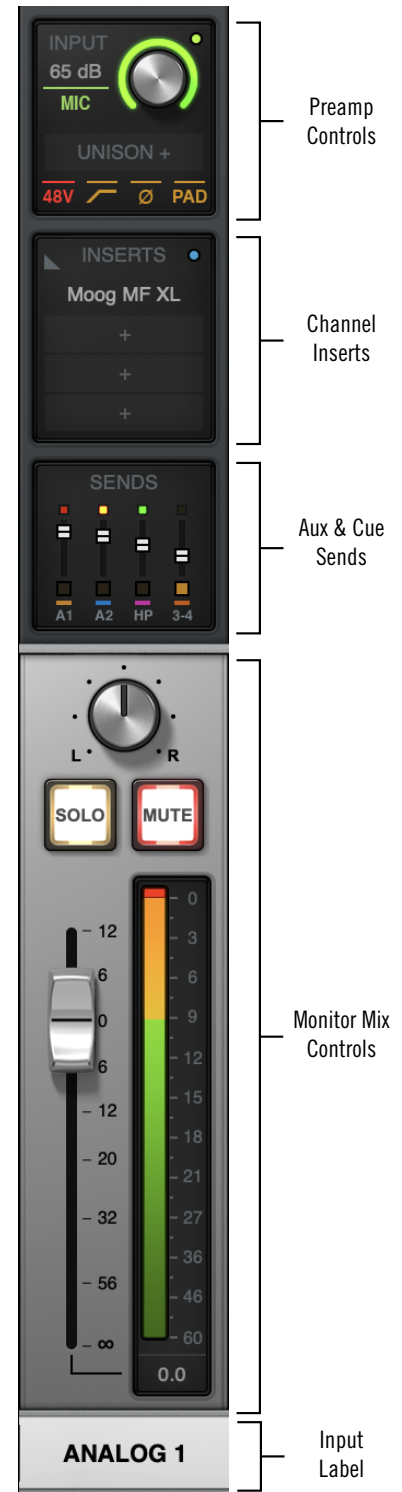 INPUT
65 dB
MIC
UNISON +
48V Ø PAD
Preamp
Controls
INSERTS
Moog MF XL
+
+
+
Channel
Inserts
SENDS
A1 A2 HP 3-4
Aux & Cue
Sends
L R
SOLO MUTE
12
6
0
6
12
20
32
56
∞
0
3
6
9
12
15
18
21
27
36
46
60
0.0
Monitor Mix
Controls
ANALOG 1
Input
Label